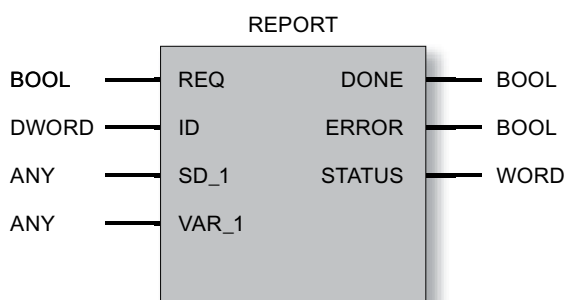 REPORT
BOOL REQ DONE BOOL
DWORD ID ERROR BOOL
ANY SD_1 STATUS WORD
ANY VAR_1